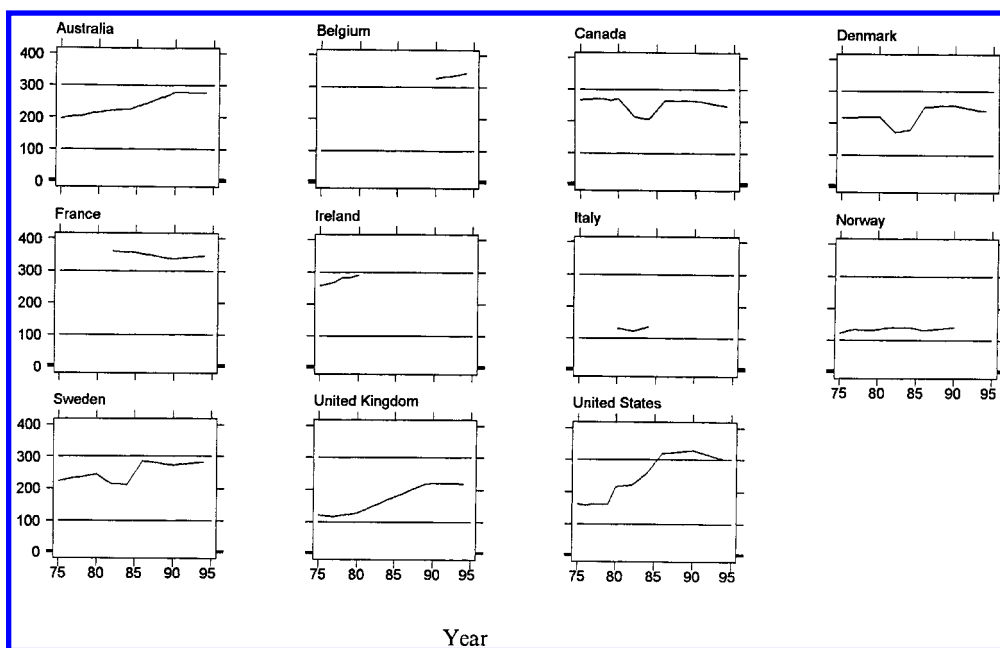 Australia Belgium Canada Denmark
400
300
200
100
0
France Ireland Italy Norway
400
300
200
100
0
75 80 85 90 95
Sweden United Kingdom United States
400
300
200
100
0
75 80 85 90 95 75 80 85 90 95 75 80 85 90 95
Year